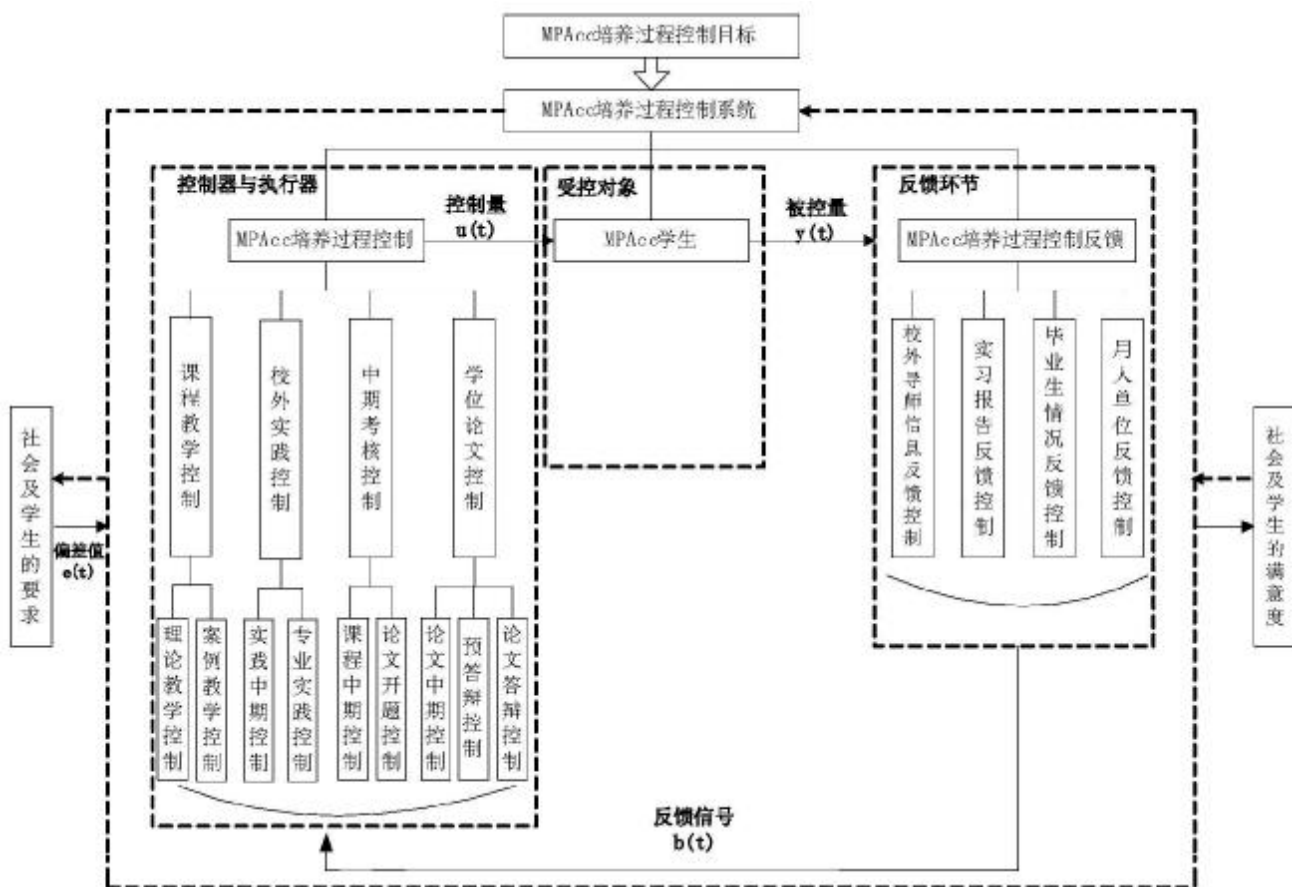 MPAcc培养过程控制目标
MPAcc培养过程控制系统
控制器与执行器
受控对象
反馈环节
控制量
u(t)
被控量
y(t)
MPAcc培养过程控制
MPAcc学生
MPAcc培养过程控制反馈
课程教学控制
校外实践控制
中期考核控制
学位论文控制
校外导师信息反馈控制
实习报告反馈控制
毕业生情况反馈控制
月人单位反馈控制
社会及学生的要求
偏差值
e(t)
社会及学生的满意度
理论教学控制
案例教学控制
实践中期控制
专业实践控制
课程中期控制
论文开题控制
论文中期控制
预答辩控制
论文答辩控制
反馈信号
b(t)